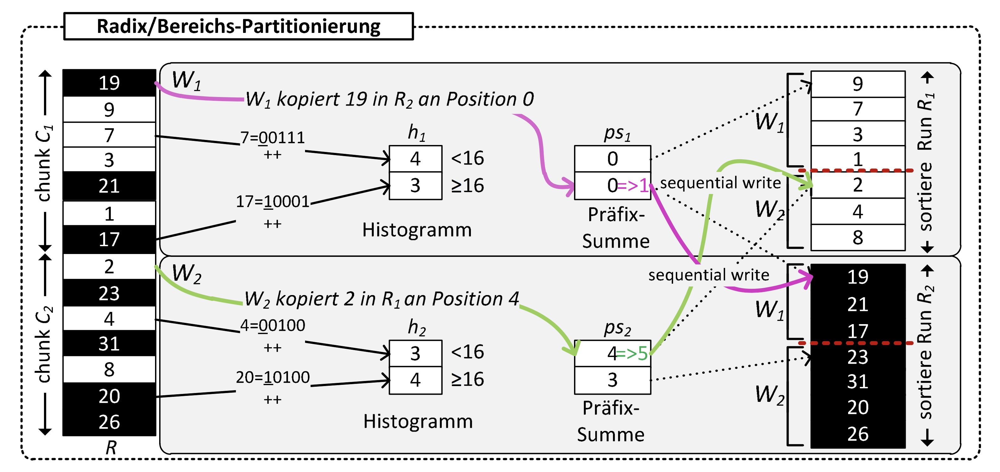 Radix/Bereichs-Partitionierung
chunk C1
chunk C2
19
9
7
3
21
1
17
2
23
4
31
8
20
26
R
W1
W1 kopiert 19 in R2 an Position 0
7=00111
++
17=10001
++
h1
4 <16
3 ≥16
Histogramm
ps1
0
0=>1
Präfix-
Summe
sequential write
W1
W2
9
7
3
1
2
4
8
sortiere Run R1
W2
W2 kopiert 2 in R1 an Position 4
4=00100
++
20=10100
++
h2
3 <16
4 ≥16
Histogramm
ps2
4=>5
3
Präfix-
Summe
sequential write
W1
W2
19
21
17
23
31
20
26
sortiere Run R2